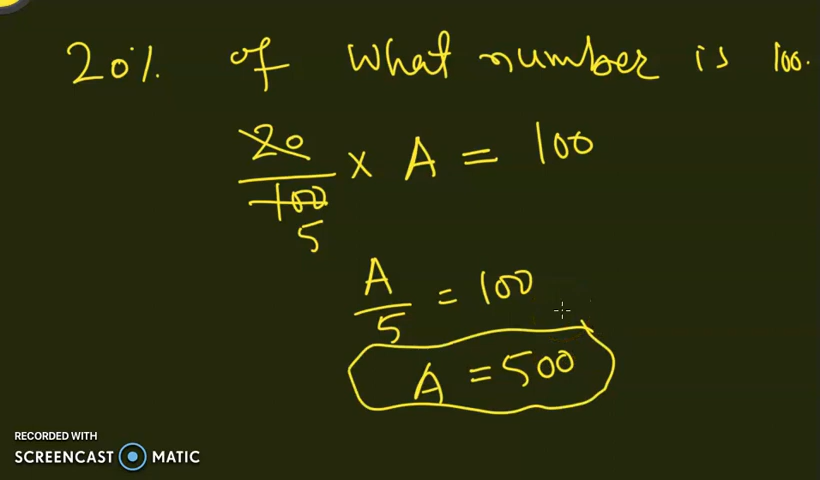 20% of What number is 100.
20/100 × A = 100
5
A/5 = 100
A = 500
RECORDED WITH
SCREENCAST MATIC